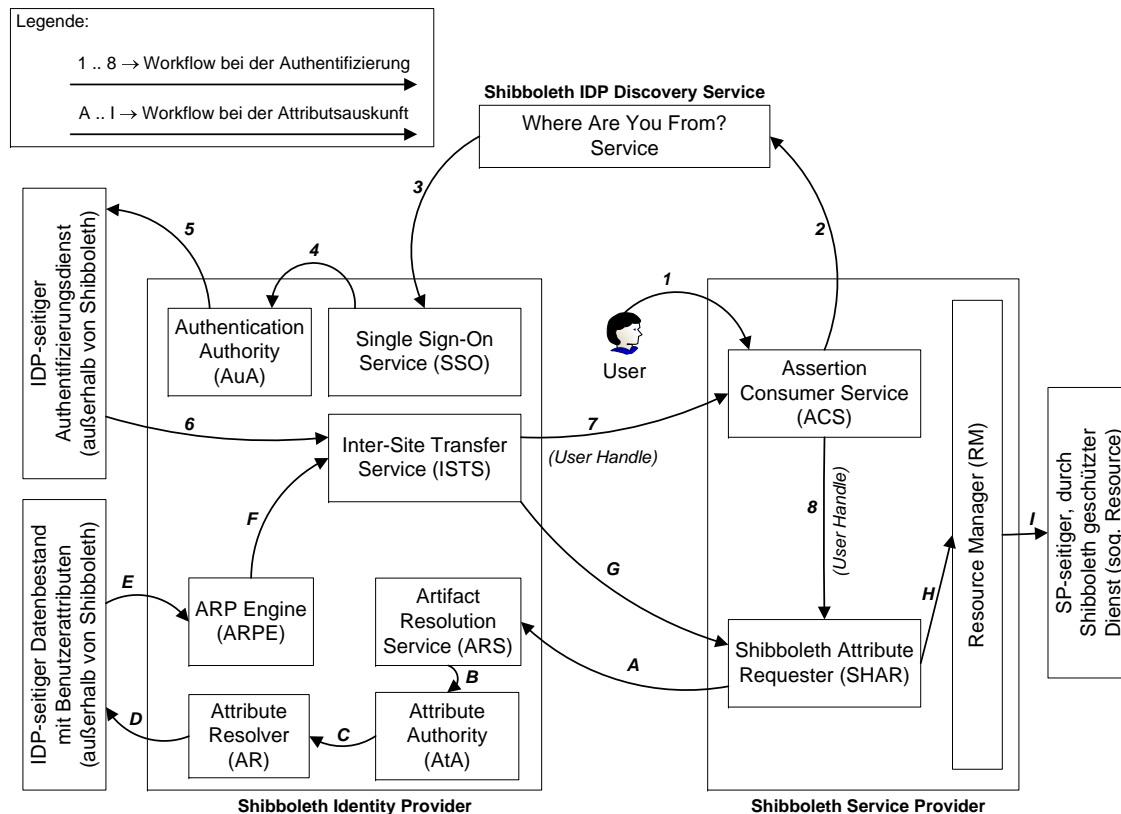 Legende:
1 .. 8 → Workflow bei der Authentifizierung
A .. I → Workflow bei der Attributsauskunft
Shibboleth IDP Discovery Service
Where Are You From?
Service
3
2
5
4
1
IDP-seitiger
Authentifizierungsdienst
(außerhalb von Shibboleth)
Authentication
Authority
(AuA)
Single Sign-On
Service (SSO)
User
Assertion
Consumer Service
(ACS)
6
Inter-Site Transfer
Service (ISTS)
7
(User Handle)
8
(User Handle)
Resource Manager (RM)
I
SP-seitiger, durch
Shibboleth geschützter
Dienst (sog. Resource)
IDP-seitiger Datenbestand
mit Benutzerattributen
(außerhalb von Shibboleth)
F
E
G
H
ARP Engine
(ARPE)
Artifact
Resolution
Service (ARS)
A
Shibboleth Attribute
Requester (SHAR)
B
D
Attribute
Resolver
(AR)
C
Attribute
Authority
(AtA)
Shibboleth Identity Provider
Shibboleth Service Provider